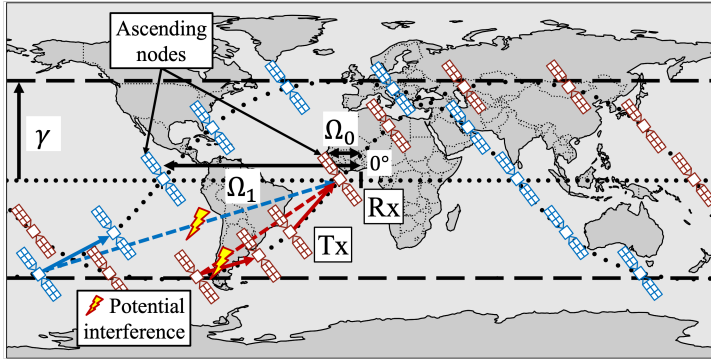 Ascending
nodes
γ
Ω₀
0°
Ω₁
Rx
Tx
Potential
interference